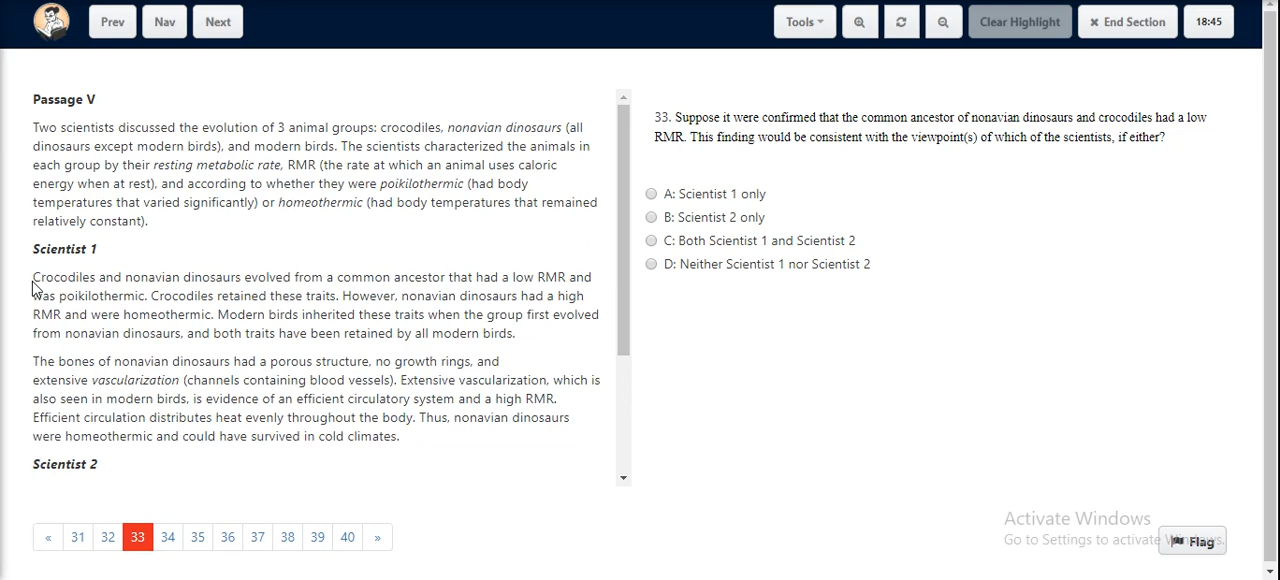 Prev
Nav
Next
Tools
Clear Highlight
✖ End Section
18:45
Passage V
Two scientists discussed the evolution of 3 animal groups: crocodiles, nonavian dinosaurs (all
dinosaurs except modern birds), and modern birds. The scientists characterized the animals in
each group by their resting metabolic rate, RMR (the rate at which an animal uses caloric
energy when at rest), and according to whether they were poikilothermic (had body
temperatures that varied significantly) or homeothermic (had body temperatures that remained
relatively constant).
Scientist 1
Crocodiles and nonavian dinosaurs evolved from a common ancestor that had a low RMR and
was poikilothermic. Crocodiles retained these traits. However, nonavian dinosaurs had a high
RMR and were homeothermic. Modern birds inherited these traits when the group first evolved
from nonavian dinosaurs, and both traits have been retained by all modern birds.
The bones of nonavian dinosaurs had a porous structure, no growth rings, and
extensive vascularization (channels containing blood vessels). Extensive vascularization, which is
also seen in modern birds, is evidence of an efficient circulatory system and a high RMR.
Efficient circulation distributes heat evenly throughout the body. Thus, nonavian dinosaurs
were homeothermic and could have survived in cold climates.
Scientist 2
33. Suppose it were confirmed that the common ancestor of nonavian dinosaurs and crocodiles had a low
RMR. This finding would be consistent with the viewpoint(s) of which of the scientists, if either?
A: Scientist 1 only
B: Scientist 2 only
C: Both Scientist 1 and Scientist 2
D: Neither Scientist 1 nor Scientist 2
« 31 32 33 34 35 36 37 38 39 40 »
Activate Windows
Go to Settings to activate Windows.
Flag